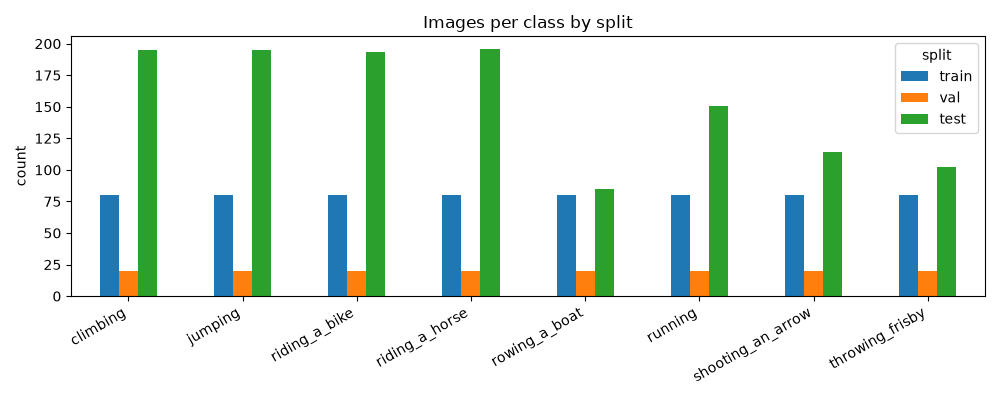 Images per class by split
200
175
150
125
100
75
50
25
0
count
split
train
val
test
climbing
jumping
riding_a_bike
riding_a_horse
rowing_a_boat
running
shooting_an_arrow
throwing_frisby